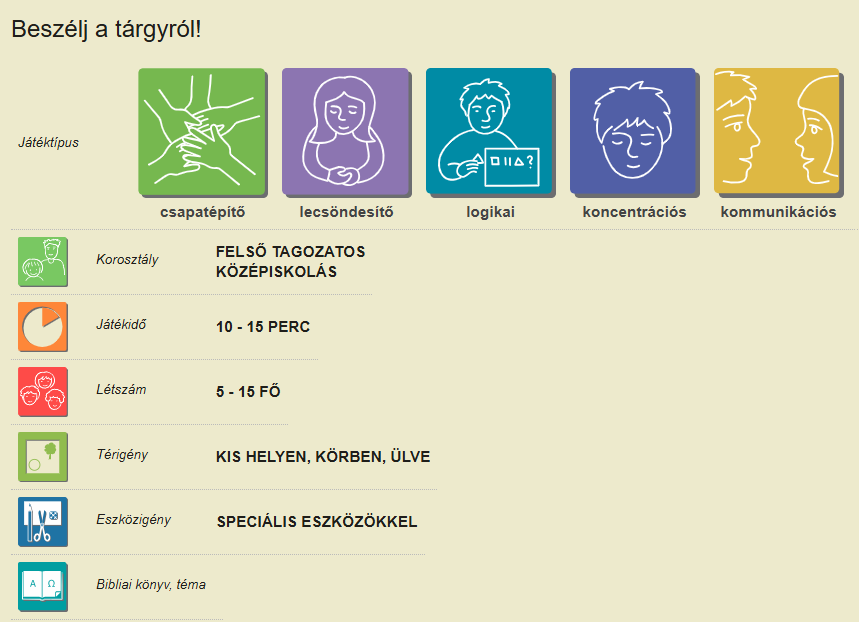 Beszélj a tárgyról!
Játéktípus
csapatépítő
lecsöndesítő
logikai
koncentrációs
kommunikációs
Korosztály
FELSŐ TAGOZATOS
KÖZÉPISKOLÁS
Játékidő
10 - 15 PERC
Létszám
5 - 15 FŐ
Térigény
KIS HELYEN, KÖRBEN, ÜLVE
Eszközigény
SPECIÁLIS ESZKÖZÖKKEL
A Ω
Bibliai könyv, téma